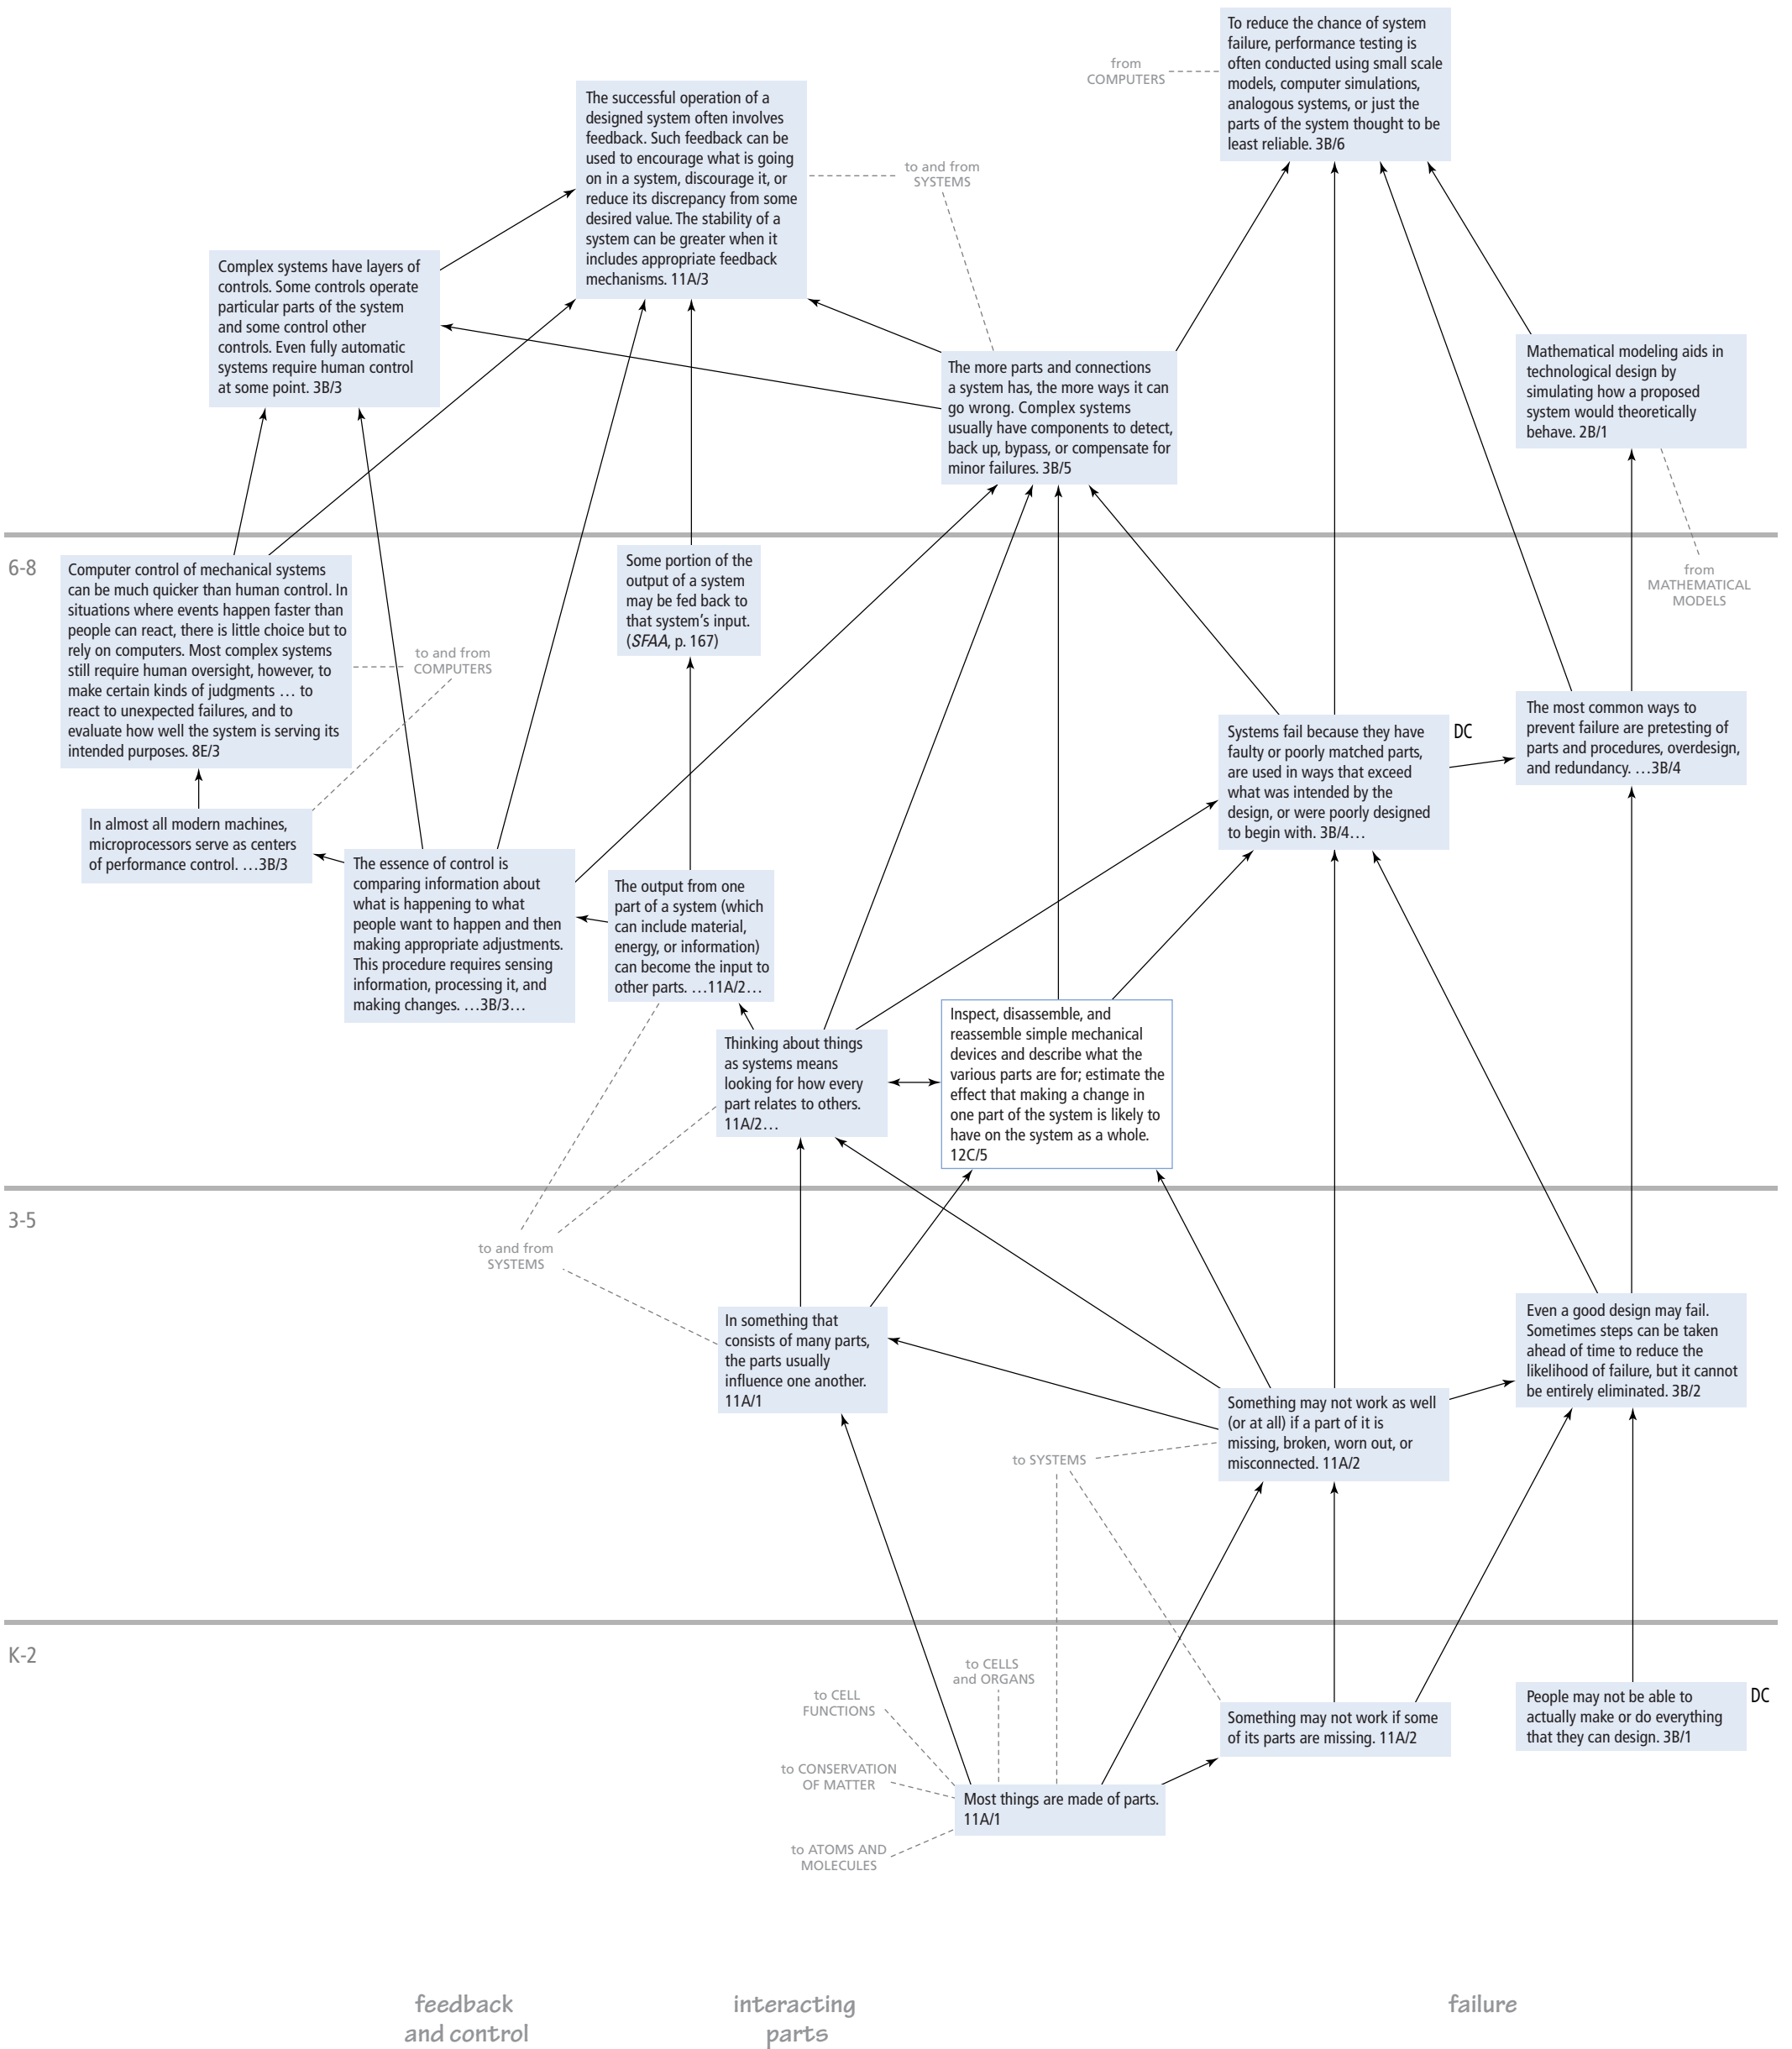 To reduce the chance of system
failure, performance testing is
often conducted using small scale
models, computer simulations,
analogous systems, or just the
parts of the system thought to be
least reliable. 3B/6
from
COMPUTERS
The successful operation of a
designed system often involves
feedback. Such feedback can be
used to encourage what is going
on in a system, discourage it, or
reduce its discrepancy from some
desired value. The stability of a
system can be greater when it
includes appropriate feedback
mechanisms. 11A/3
to and from
SYSTEMS
Complex systems have layers of
controls. Some controls operate
particular parts of the system
and some control other
controls. Even fully automatic
systems require human control
at some point. 3B/3
The more parts and connections
a system has, the more ways it can
go wrong. Complex systems
usually have components to detect,
back up, bypass, or compensate for
minor failures. 3B/5
Mathematical modeling aids in
technological design by
simulating how a proposed
system would theoretically
behave. 2B/1
6-8
Computer control of mechanical systems
can be much quicker than human control. In
situations where events happen faster than
people can react, there is little choice but to
rely on computers. Most complex systems
still require human oversight, however, to
make certain kinds of judgments … to
react to unexpected failures, and to
evaluate how well the system is serving its
intended purposes. 8E/3
to and from
COMPUTERS
Some portion of the
output of a system
may be fed back to
that system's input.
(SFAA, p. 167)
from
MATHEMATICAL
MODELS
Systems fail because they have
faulty or poorly matched parts,
are used in ways that exceed
what was intended by the
design, or were poorly designed
to begin with. 3B/4…
DC
The most common ways to
prevent failure are pretesting of
parts and procedures, overdesign,
and redundancy. …3B/4
In almost all modern machines,
microprocessors serve as centers
of performance control. …3B/3
The essence of control is
comparing information about
what is happening to what
people want to happen and then
making appropriate adjustments.
This procedure requires sensing
information, processing it, and
making changes. …3B/3…
The output from one
part of a system (which
can include material,
energy, or information)
can become the input to
other parts. …11A/2…
Thinking about things
as systems means
looking for how every
part relates to others.
11A/2…
Inspect, disassemble, and
reassemble simple mechanical
devices and describe what the
various parts are for; estimate the
effect that making a change in
one part of the system is likely to
have on the system as a whole.
12C/5
3-5
to and from
SYSTEMS
In something that
consists of many parts,
the parts usually
influence one another.
11A/1
Even a good design may fail.
Sometimes steps can be taken
ahead of time to reduce the
likelihood of failure, but it cannot
be entirely eliminated. 3B/2
Something may not work as well
(or at all) if a part of it is
missing, broken, worn out, or
misconnected. 11A/2
to SYSTEMS
K-2
to CELLS
and ORGANS
to CELL
FUNCTIONS
to CONSERVATION
OF MATTER
to ATOMS AND
MOLECULES
Most things are made of parts.
11A/1
Something may not work if some
of its parts are missing. 11A/2
People may not be able to
actually make or do everything
that they can design. 3B/1
DC
feedback
and control
interacting
parts
failure